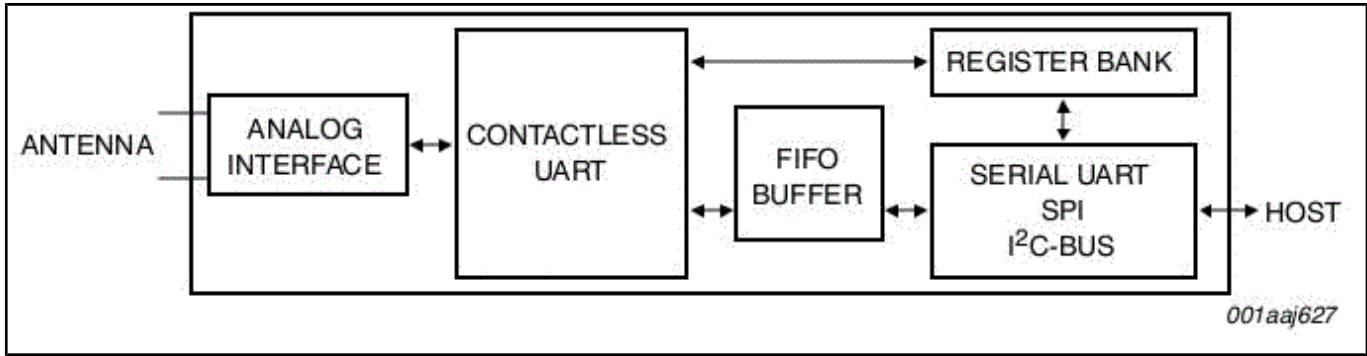 ANTENNA
ANALOG
INTERFACE
CONTACTLESS
UART
FIFO
BUFFER
REGISTER BANK
SERIAL UART
SPI
I²C-BUS
HOST
001aaj627